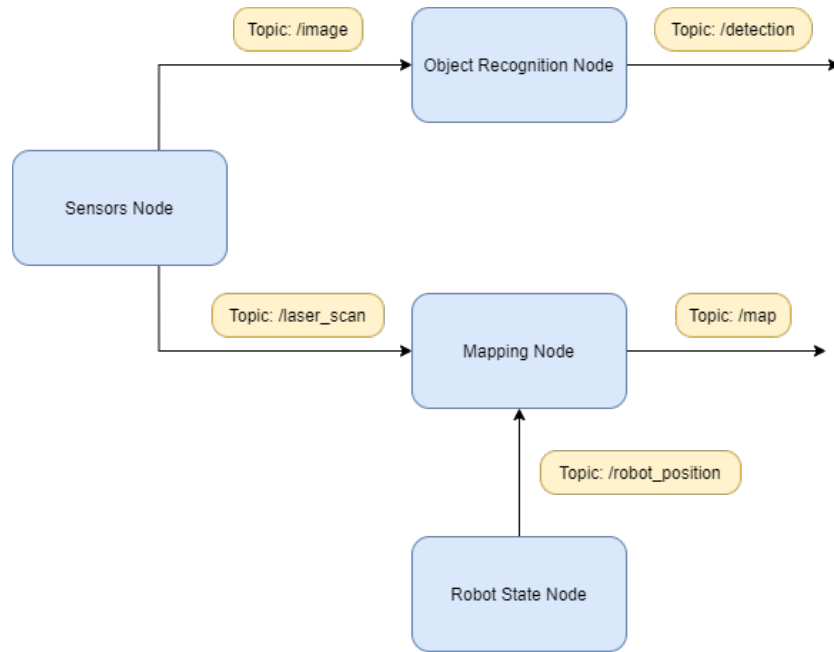 Topic: /image
Topic: /detection
Object Recognition Node
Sensors Node
Topic: /laser_scan
Topic: /map
Mapping Node
Topic: /robot_position
Robot State Node